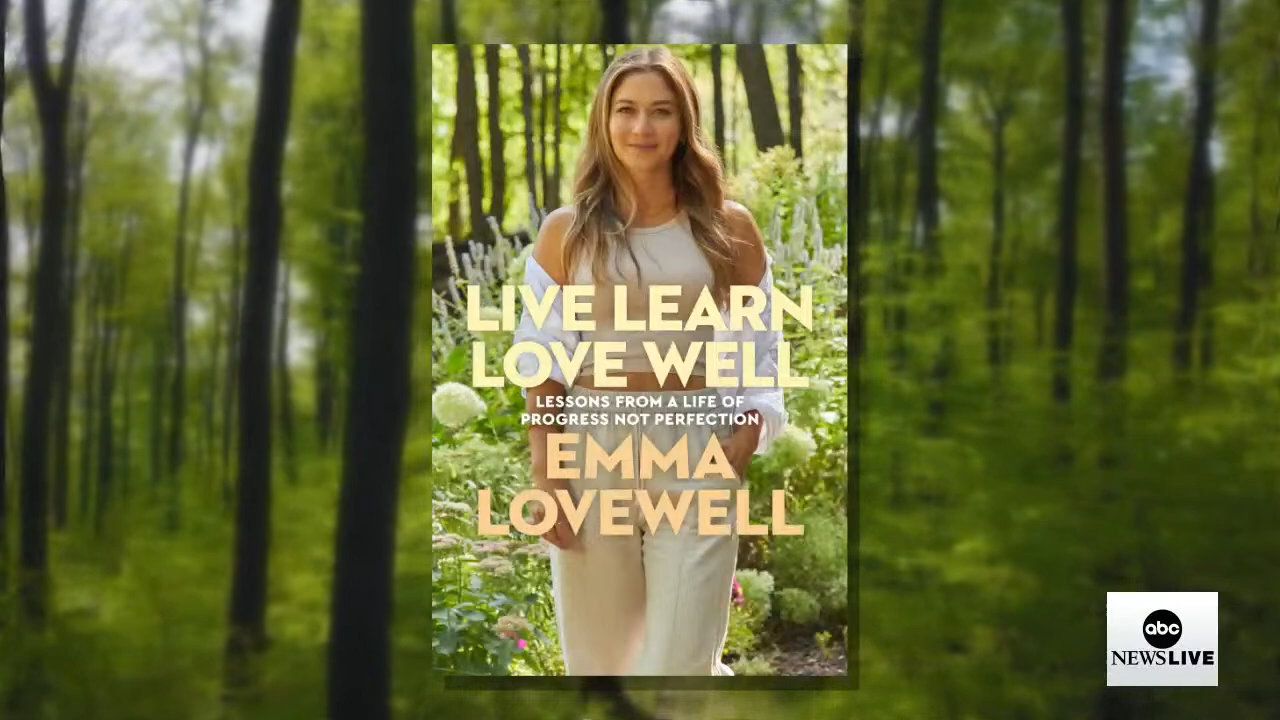 LIVE LEARN
LOVE WELL
LESSONS FROM A LIFE OF
PROGRESS NOT PERFECTION
EMMA
LOVEWELL
abc
NEWSLIVE